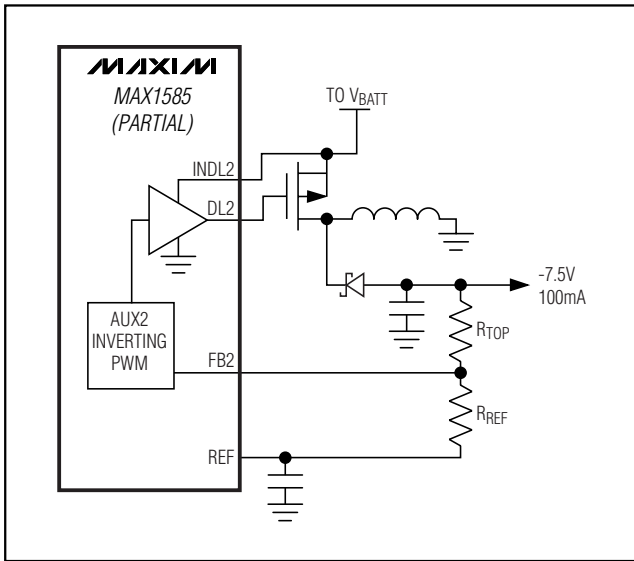 MAXIM
MAX1585
(PARTIAL)
TO VBATT
INDL2
DL2
-7.5V
100mA
AUX2
INVERTING
PWM
RTOP
FB2
RREF
REF